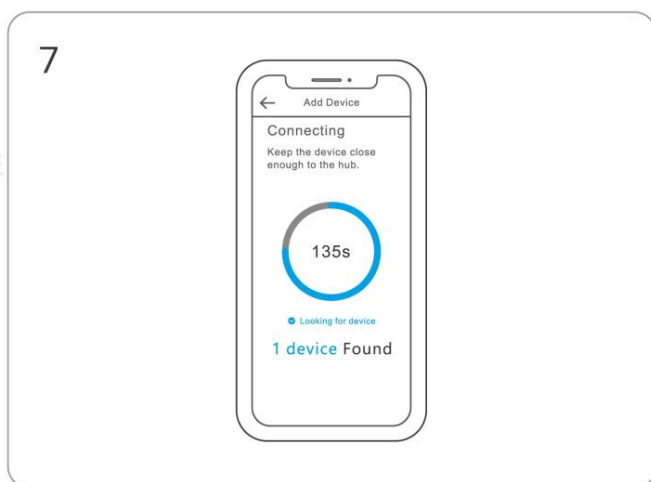 7
Add Device
Connecting
Keep the device close
enough to the hub.
135s
Looking for device
1 device Found